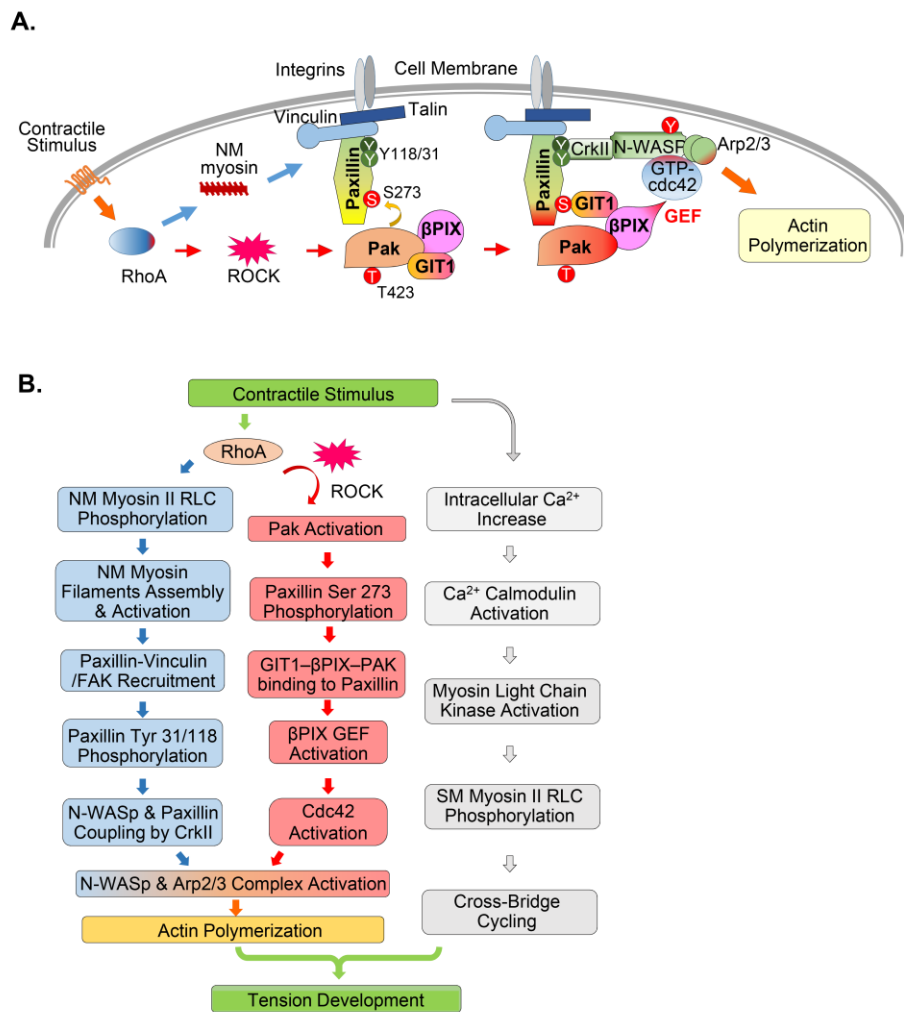 A.
Integrins
Cell Membrane
Contractile
Stimulus
NM
myosin
Vinculin
Talin
Paxillin
Y
Y
Y118/31
S
S273
RhoA
ROCK
Pak
βPIX
GIT1
T
T423
Paxillin
Y
Y
CrkII
N-WASP
Y
Arp2/3
GTP-
cdc42
S
GIT1
βPIX
GEF
Pak
T
Actin
Polymerization
B.
Contractile Stimulus
RhoA
ROCK
NM Myosin II RLC
Phosphorylation
NM Myosin
Filaments Assembly
& Activation
Paxillin-Vinculin
/FAK Recruitment
Paxillin Tyr 31/118
Phosphorylation
N-WASp & Paxillin
Coupling by CrkII
Pak Activation
Paxillin Ser 273
Phosphorylation
GIT1–βPIX–PAK
binding to Paxillin
βPIX GEF
Activation
Cdc42
Activation
Intracellular Ca²⁺
Increase
Ca²⁺ Calmodulin
Activation
Myosin Light Chain
Kinase Activation
SM Myosin II RLC
Phosphorylation
Cross-Bridge
Cycling
N-WASp & Arp2/3 Complex Activation
Actin Polymerization
Tension Development